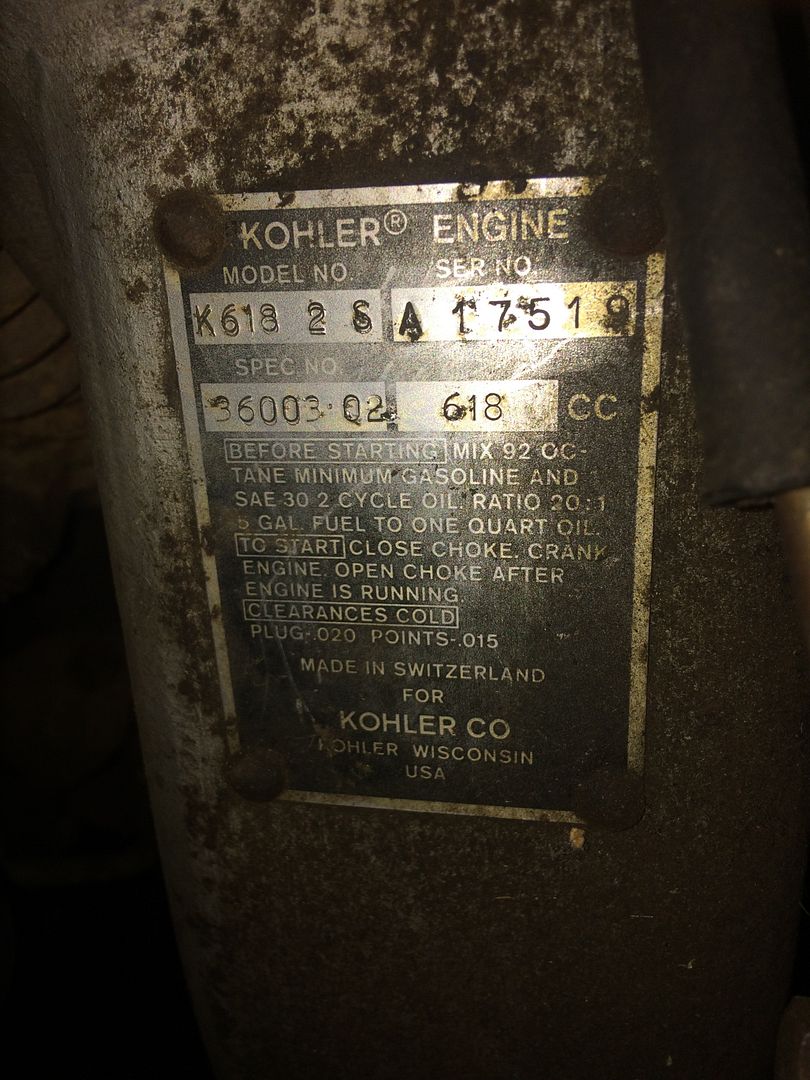 KOHLER® ENGINE
MODEL NO. SER NO.
K618 2 S A 17519
SPEC NO.
36003·02 618 CC
BEFORE STARTING MIX 92 OC-
TANE MINIMUM GASOLINE AND
SAE 30 2 CYCLE OIL. RATIO 20:1
5 GAL. FUEL TO ONE QUART OIL.
TO START CLOSE CHOKE. CRANK
ENGINE. OPEN CHOKE AFTER
ENGINE IS RUNNING.
CLEARANCES COLD
PLUG-.020 POINTS-.015
MADE IN SWITZERLAND
FOR
KOHLER CO
KOHLER WISCONSIN
USA